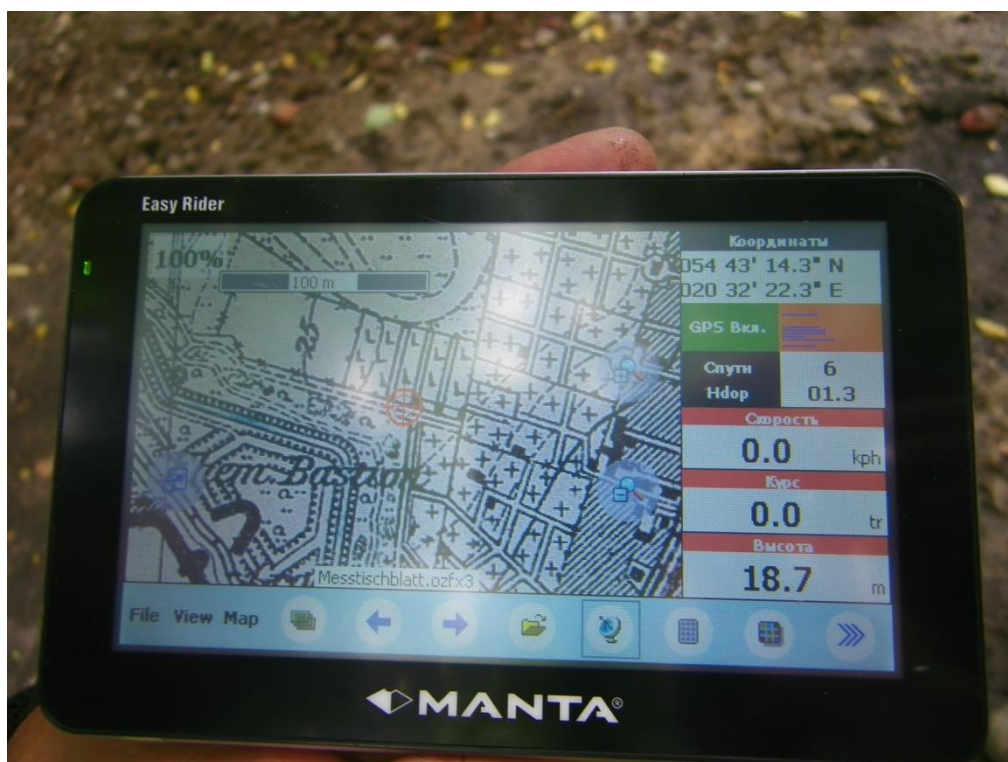 Easy Rider
100%
100 m
25
em. Bastion
Messtischblatt.ozfx3
Координаты
054 43' 14.3" N
020 32' 22.3" E
GPS Вкл.
Спутн 6
Hdop 01.3
Скорость
0.0 kph
Курс
0.0 tr
Высота
18.7 m
File View Map
MANTA®